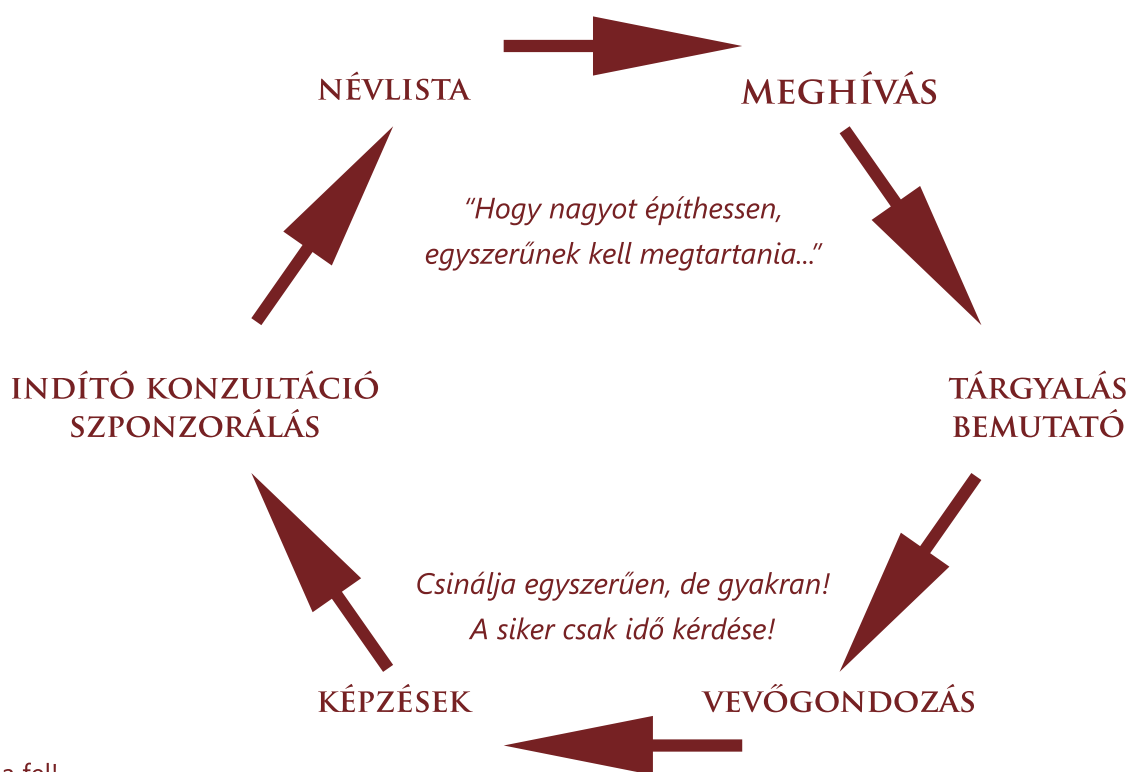 NÉVLISTA
MEGHÍVÁS
"Hogy nagyot építhessen,
egyszerűnek kell megtartania..."
INDÍTÓ KONZULTÁCIÓ
SZPONZORÁLÁS
TÁRGYALÁS
BEMUTATÓ
Csinálja egyszerűen, de gyakran!
A siker csak idő kérdése!
KÉPZÉSEK
VEVŐGONDOZÁS